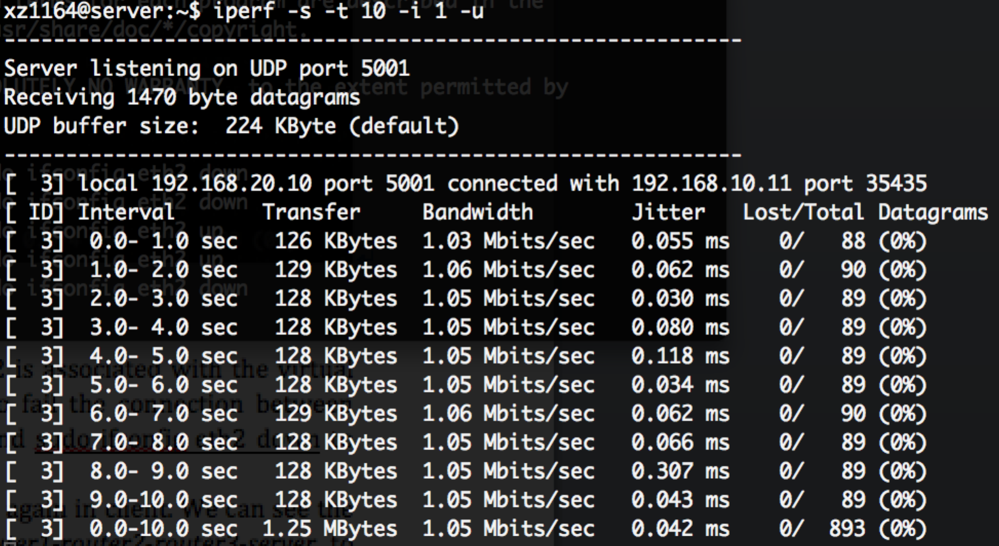 xz1164@server:~$ iperf -s -t 10 -i 1 -u
------------------------------------------------------------
Server listening on UDP port 5001
Receiving 1470 byte datagrams
UDP buffer size:  224 KByte (default)
------------------------------------------------------------
[  3] local 192.168.20.10 port 5001 connected with 192.168.10.11 port 35435
[ ID] Interval       Transfer     Bandwidth        Jitter   Lost/Total Datagrams
[  3]  0.0- 1.0 sec   126 KBytes  1.03 Mbits/sec   0.055 ms    0/   88 (0%)
[  3]  1.0- 2.0 sec   129 KBytes  1.06 Mbits/sec   0.062 ms    0/   90 (0%)
[  3]  2.0- 3.0 sec   128 KBytes  1.05 Mbits/sec   0.030 ms    0/   89 (0%)
[  3]  3.0- 4.0 sec   128 KBytes  1.05 Mbits/sec   0.080 ms    0/   89 (0%)
[  3]  4.0- 5.0 sec   128 KBytes  1.05 Mbits/sec   0.118 ms    0/   89 (0%)
[  3]  5.0- 6.0 sec   128 KBytes  1.05 Mbits/sec   0.034 ms    0/   89 (0%)
[  3]  6.0- 7.0 sec   129 KBytes  1.06 Mbits/sec   0.062 ms    0/   90 (0%)
[  3]  7.0- 8.0 sec   128 KBytes  1.05 Mbits/sec   0.066 ms    0/   89 (0%)
[  3]  8.0- 9.0 sec   128 KBytes  1.05 Mbits/sec   0.307 ms    0/   89 (0%)
[  3]  9.0-10.0 sec   128 KBytes  1.05 Mbits/sec   0.043 ms    0/   89 (0%)
[  3]  0.0-10.0 sec  1.25 MBytes  1.05 Mbits/sec   0.042 ms    0/  893 (0%)